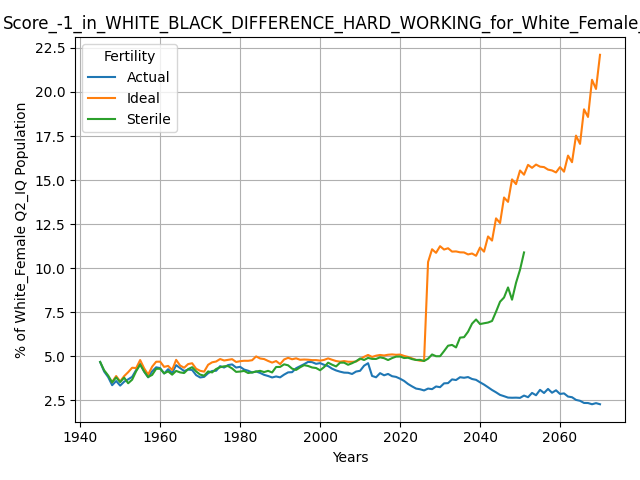 Score_-1_in_WHITE_BLACK_DIFFERENCE_HARD_WORKING_for_White_Female_
Fertility
Actual
Ideal
Sterile
% of White_Female Q2_IQ Population
22.5
20.0
17.5
15.0
12.5
10.0
7.5
5.0
2.5
1940 1960 1980 2000 2020 2040 2060
Years